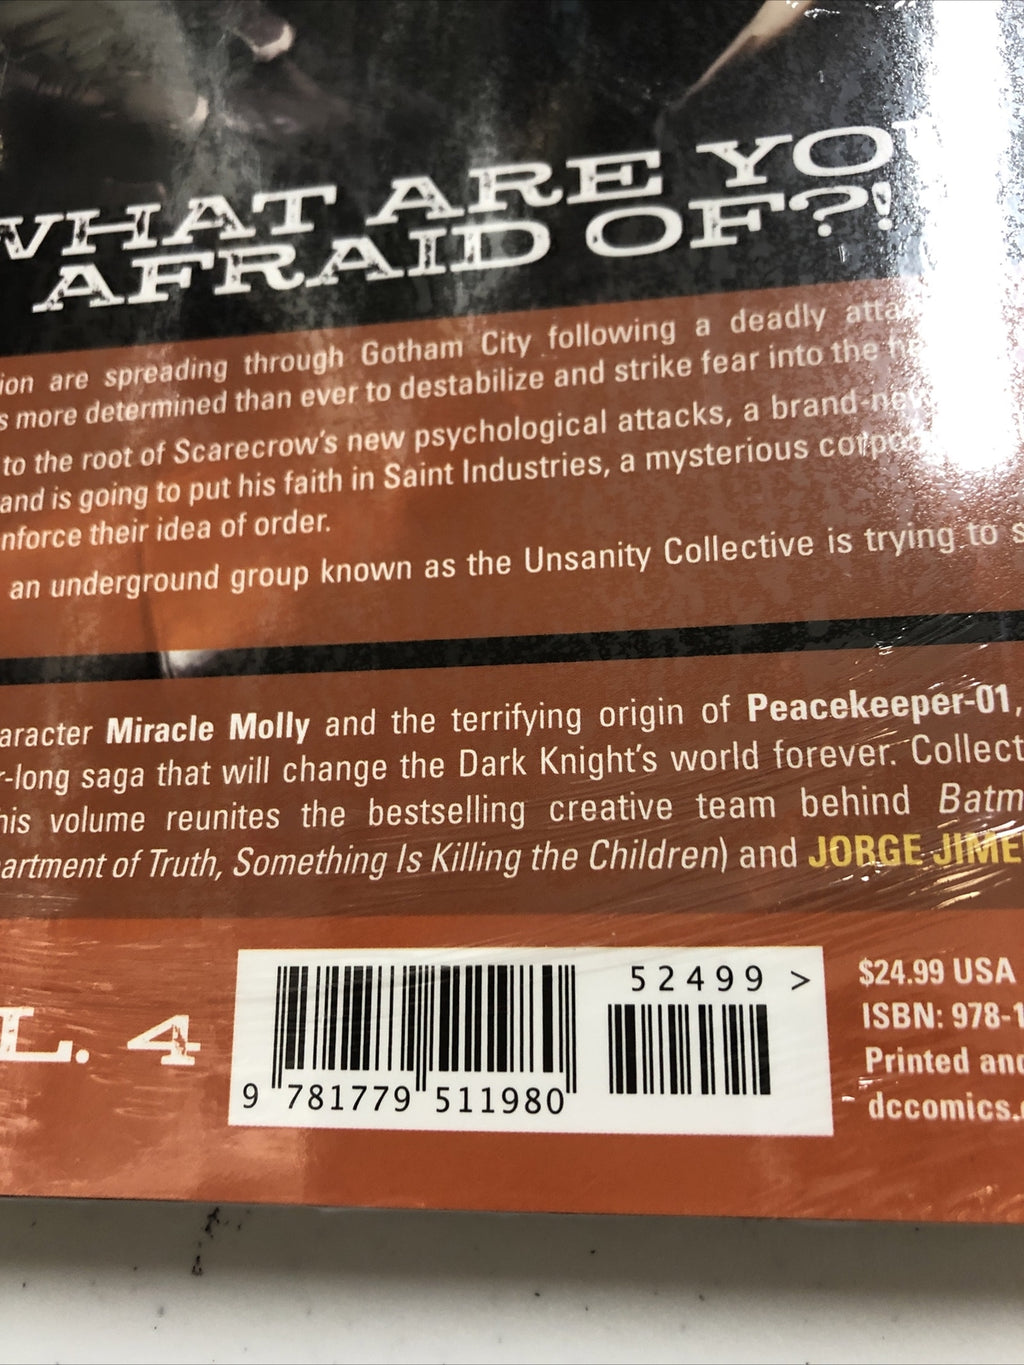 WHAT ARE YO
AFRAID OF?!
ion are spreading through Gotham City following a deadly atta
s more determined than ever to destabilize and strike fear into the
to the root of Scarecrow's new psychological attacks, a brand-new
and is going to put his faith in Saint Industries, a mysterious corpo
nforce their idea of order.
an underground group known as the Unsanity Collective is trying to s
aracter Miracle Molly and the terrifying origin of Peacekeeper-01,
r-long saga that will change the Dark Knight's world forever. Collect
his volume reunites the bestselling creative team behind Batm
artment of Truth, Something Is Killing the Children) and JORGE JIME
L. 4
52499 >
9 781779 511980
$24.99 USA
ISBN: 978-1
Printed and
dccomics.